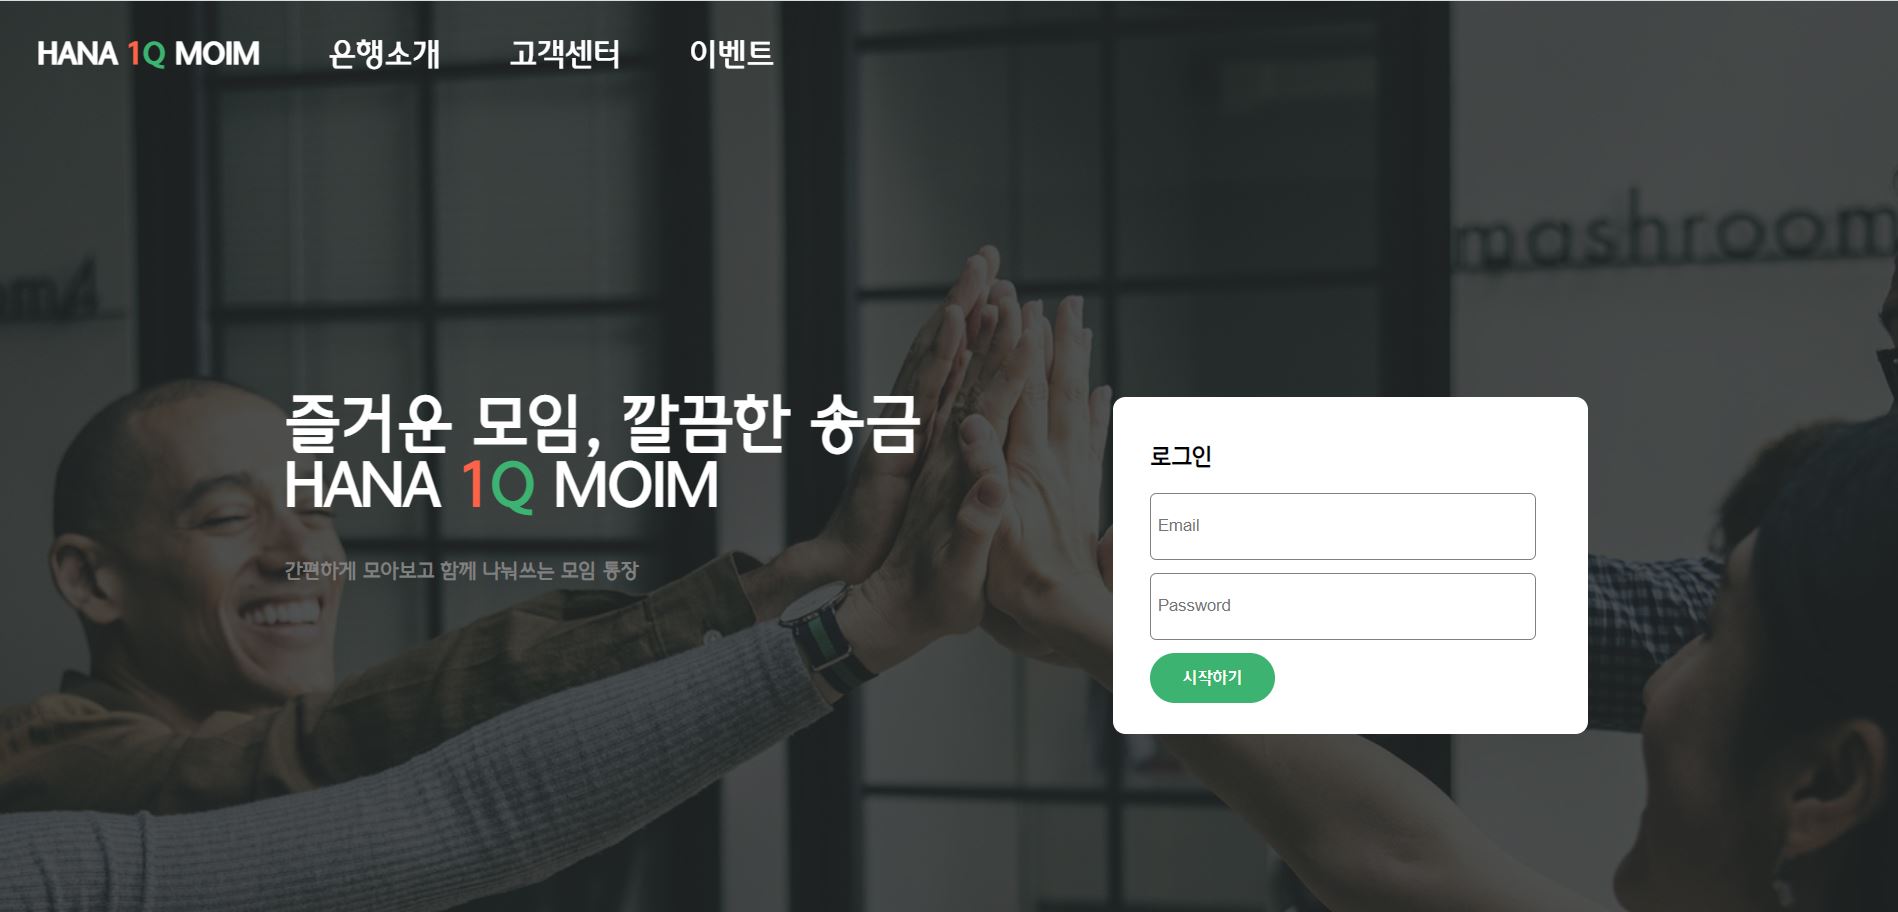 HANA 1Q MOIM 은행소개 고객센터 이벤트
mashroom
om4
즐거운 모임, 깔끔한 송금
HANA 1Q MOIM
간편하게 모아보고 함께 나눠쓰는 모임 통장
로그인
Email
Password
시작하기